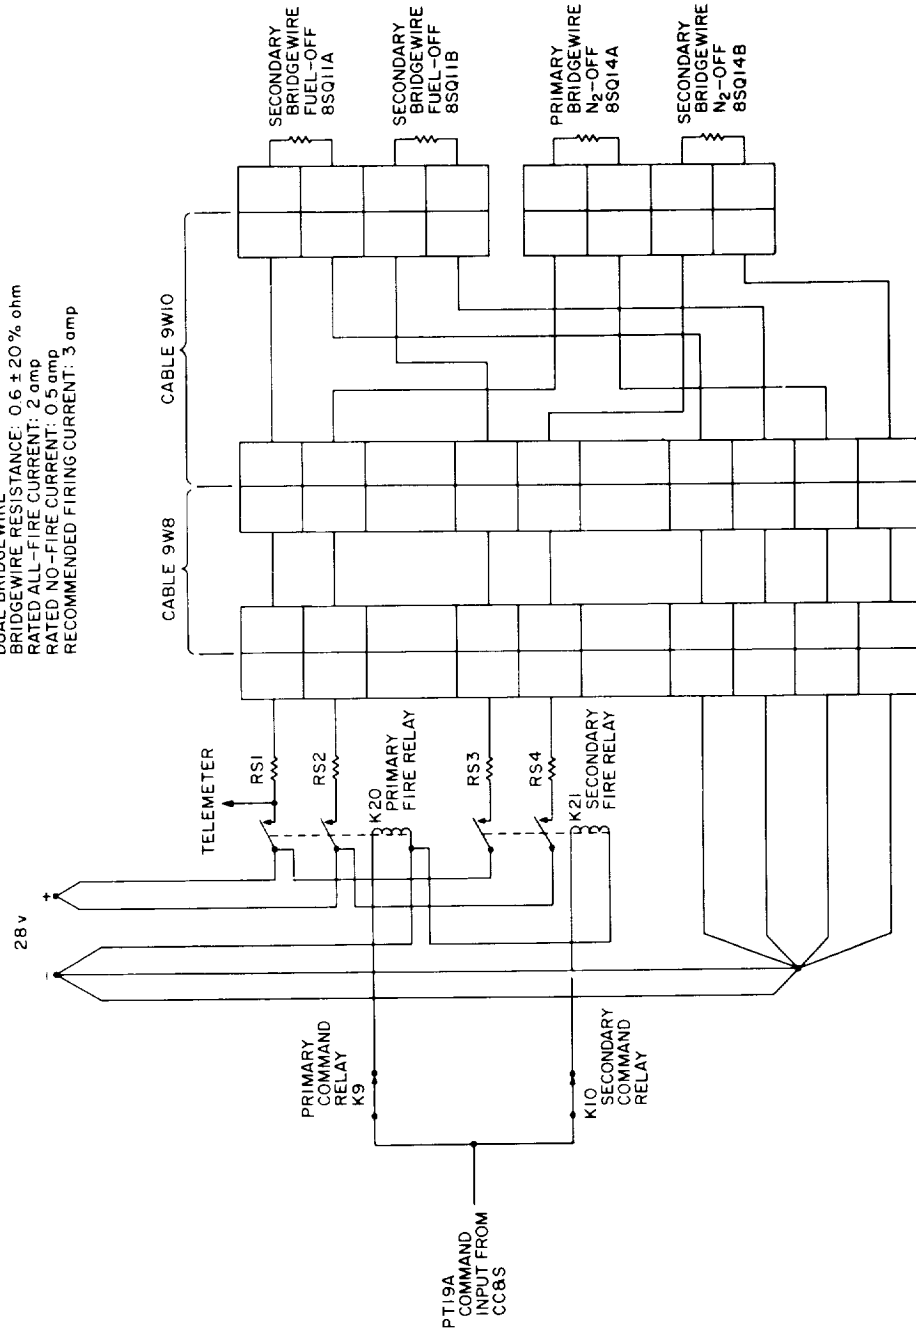 DUAL BRIDGEWIRE
BRIDGEWIRE RESISTANCE: 0.6 ± 20 % ohm
RATED ALL-FIRE CURRENT: 2 amp
RATED NO-FIRE CURRENT: 0.5 amp
RECOMMENDED FIRING CURRENT: 3 amp
SECONDARY
BRIDGEWIRE
FUEL-OFF
8SQ11A
SECONDARY
BRIDGEWIRE
FUEL-OFF
8SQ11B
PRIMARY
BRIDGEWIRE
N2-OFF
8SQ14A
SECONDARY
BRIDGEWIRE
N2-OFF
8SQ14B
CABLE 9W10
CABLE 9W8
TELEMETER
RS1
RS2
K20
PRIMARY
FIRE RELAY
RS3
RS4
K21
SECONDARY
FIRE RELAY
28 v
+
-
PRIMARY
COMMAND
RELAY
K9
K10
SECONDARY
COMMAND
RELAY
PT19A
COMMAND
INPUT FROM
CC&S